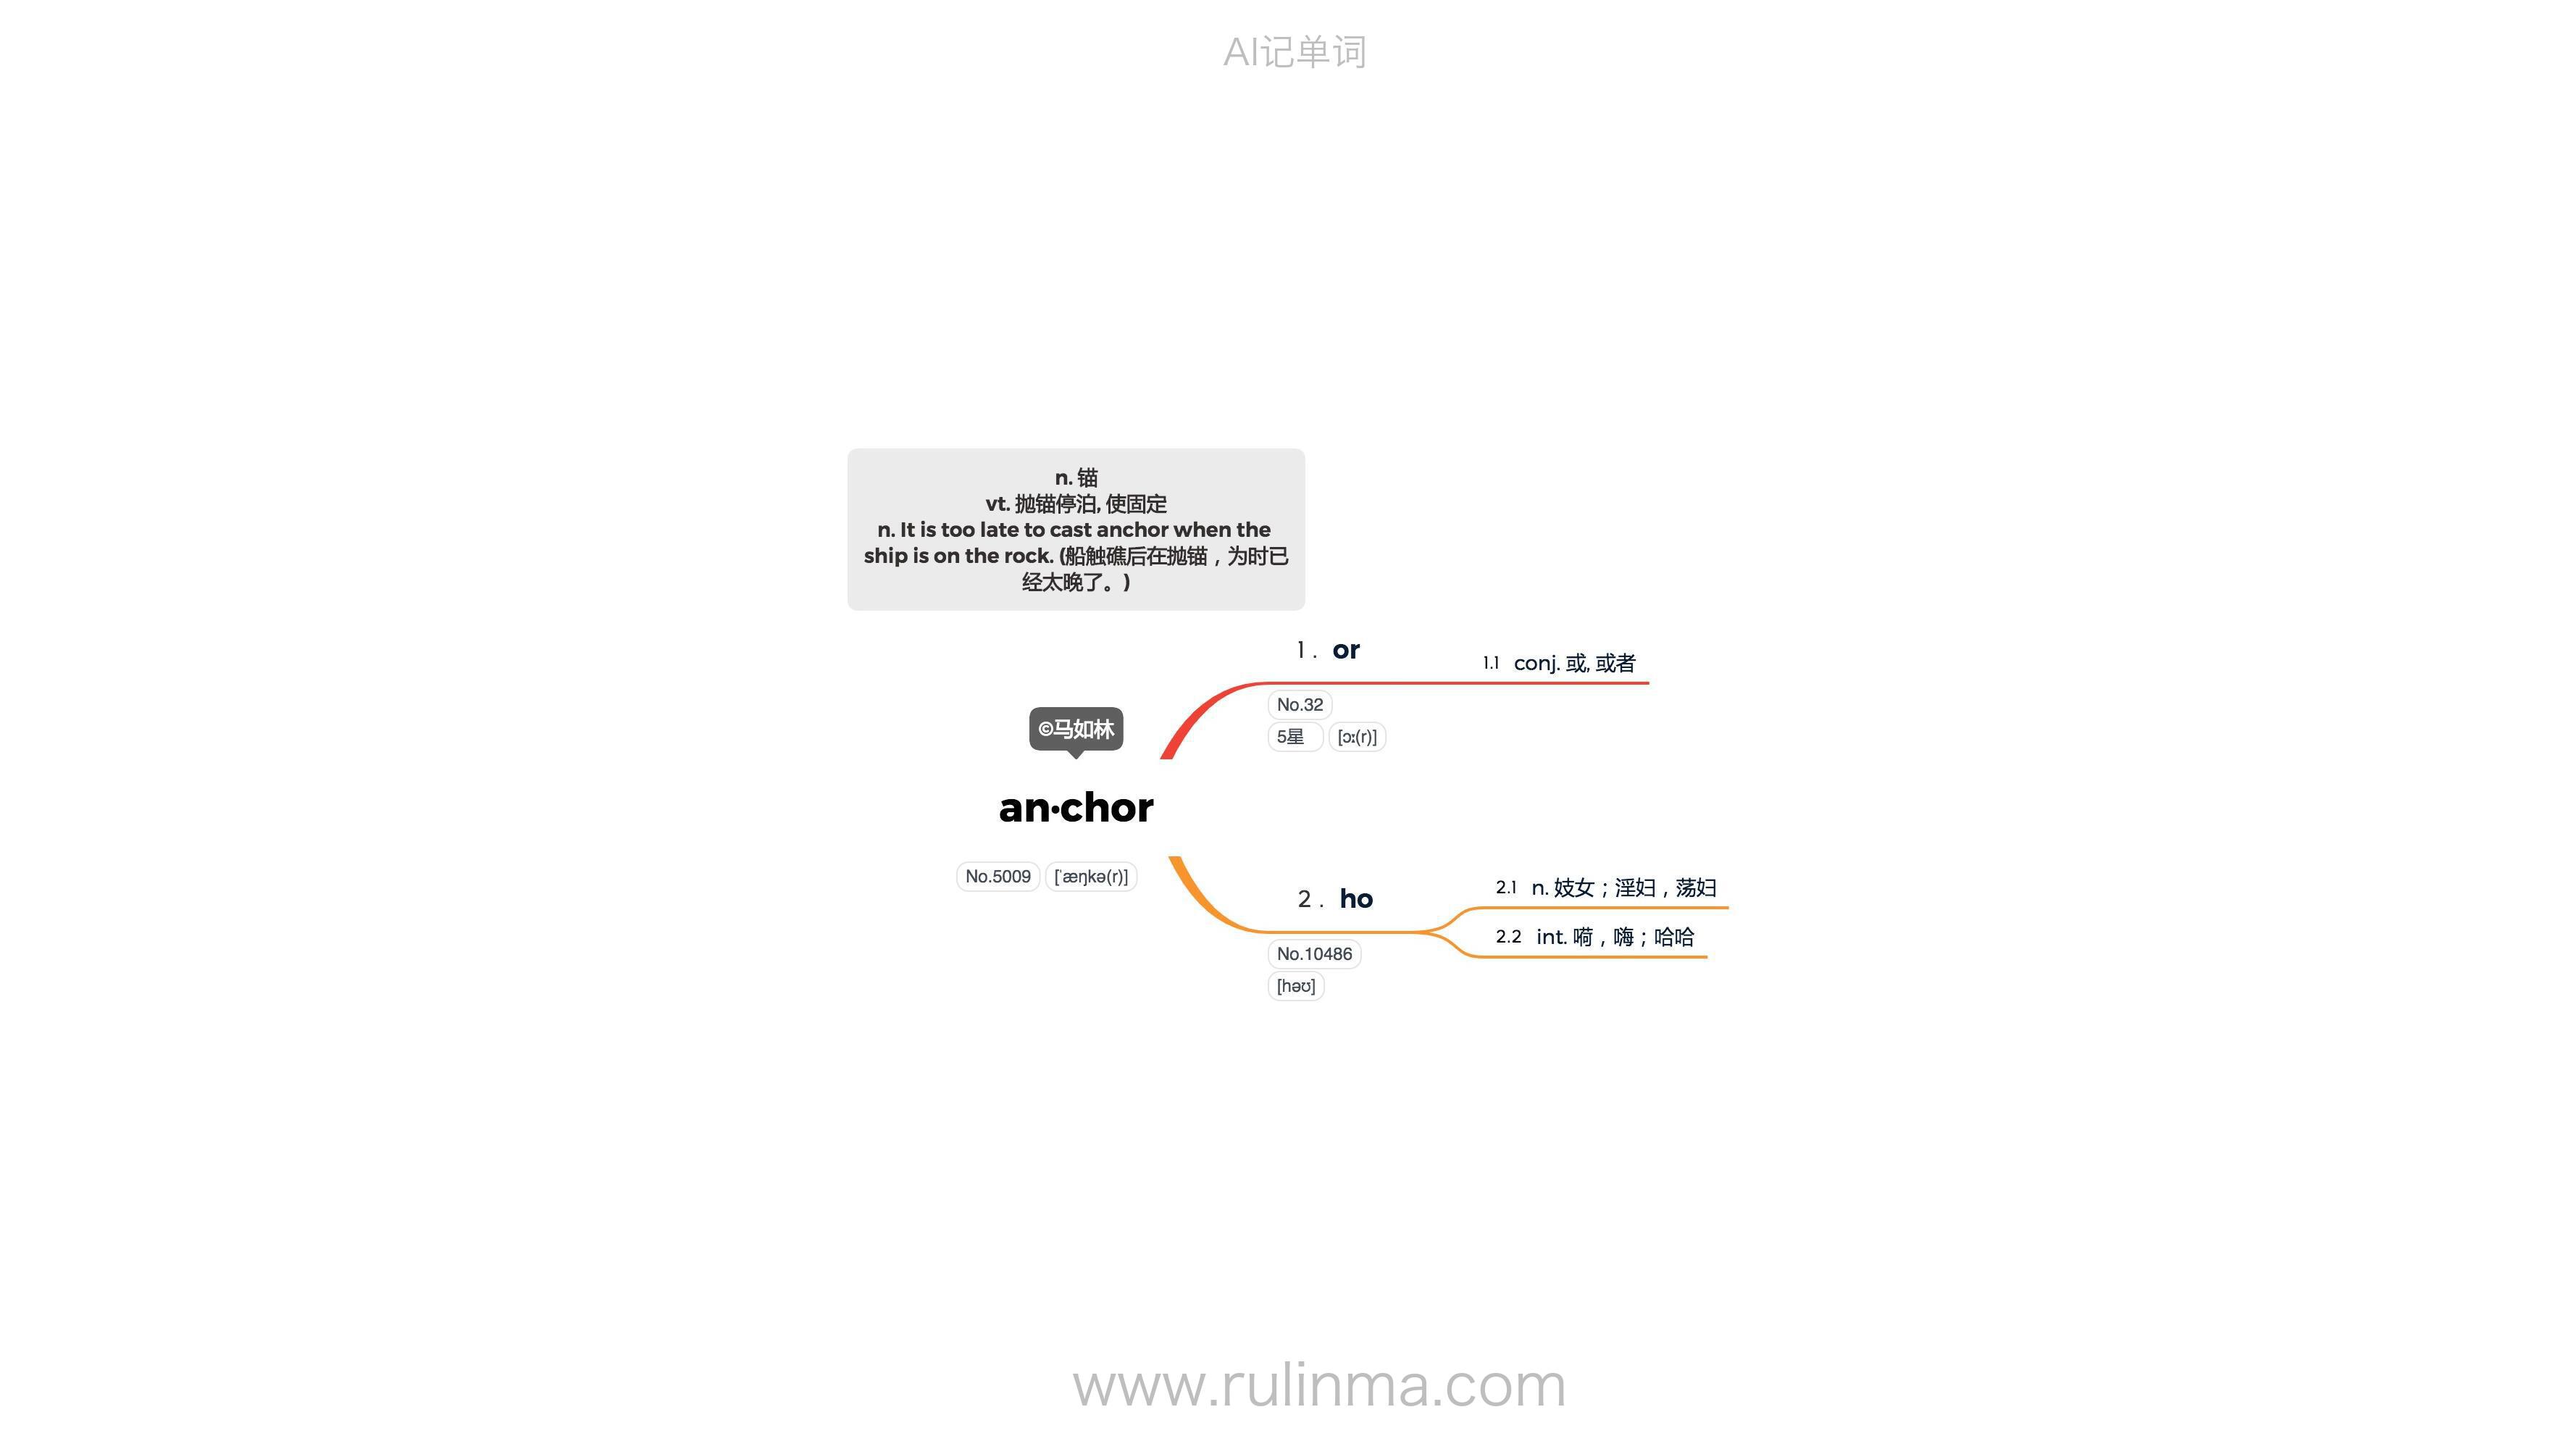 AI记单词
n. 锚
vt. 抛锚停泊, 使固定
n. It is too late to cast anchor when the
ship is on the rock. (船触礁后在抛锚，为时已
经太晚了。)
1. or
1.1 conj. 或, 或者
No.32
5星 [ɔː(r)]
©马如林
an·chor
No.5009 [ˈæŋkə(r)]
2. ho
2.1 n. 妓女；淫妇，荡妇
2.2 int. 嗬，嗨；哈哈
No.10486
[həʊ]
www.rulinma.com